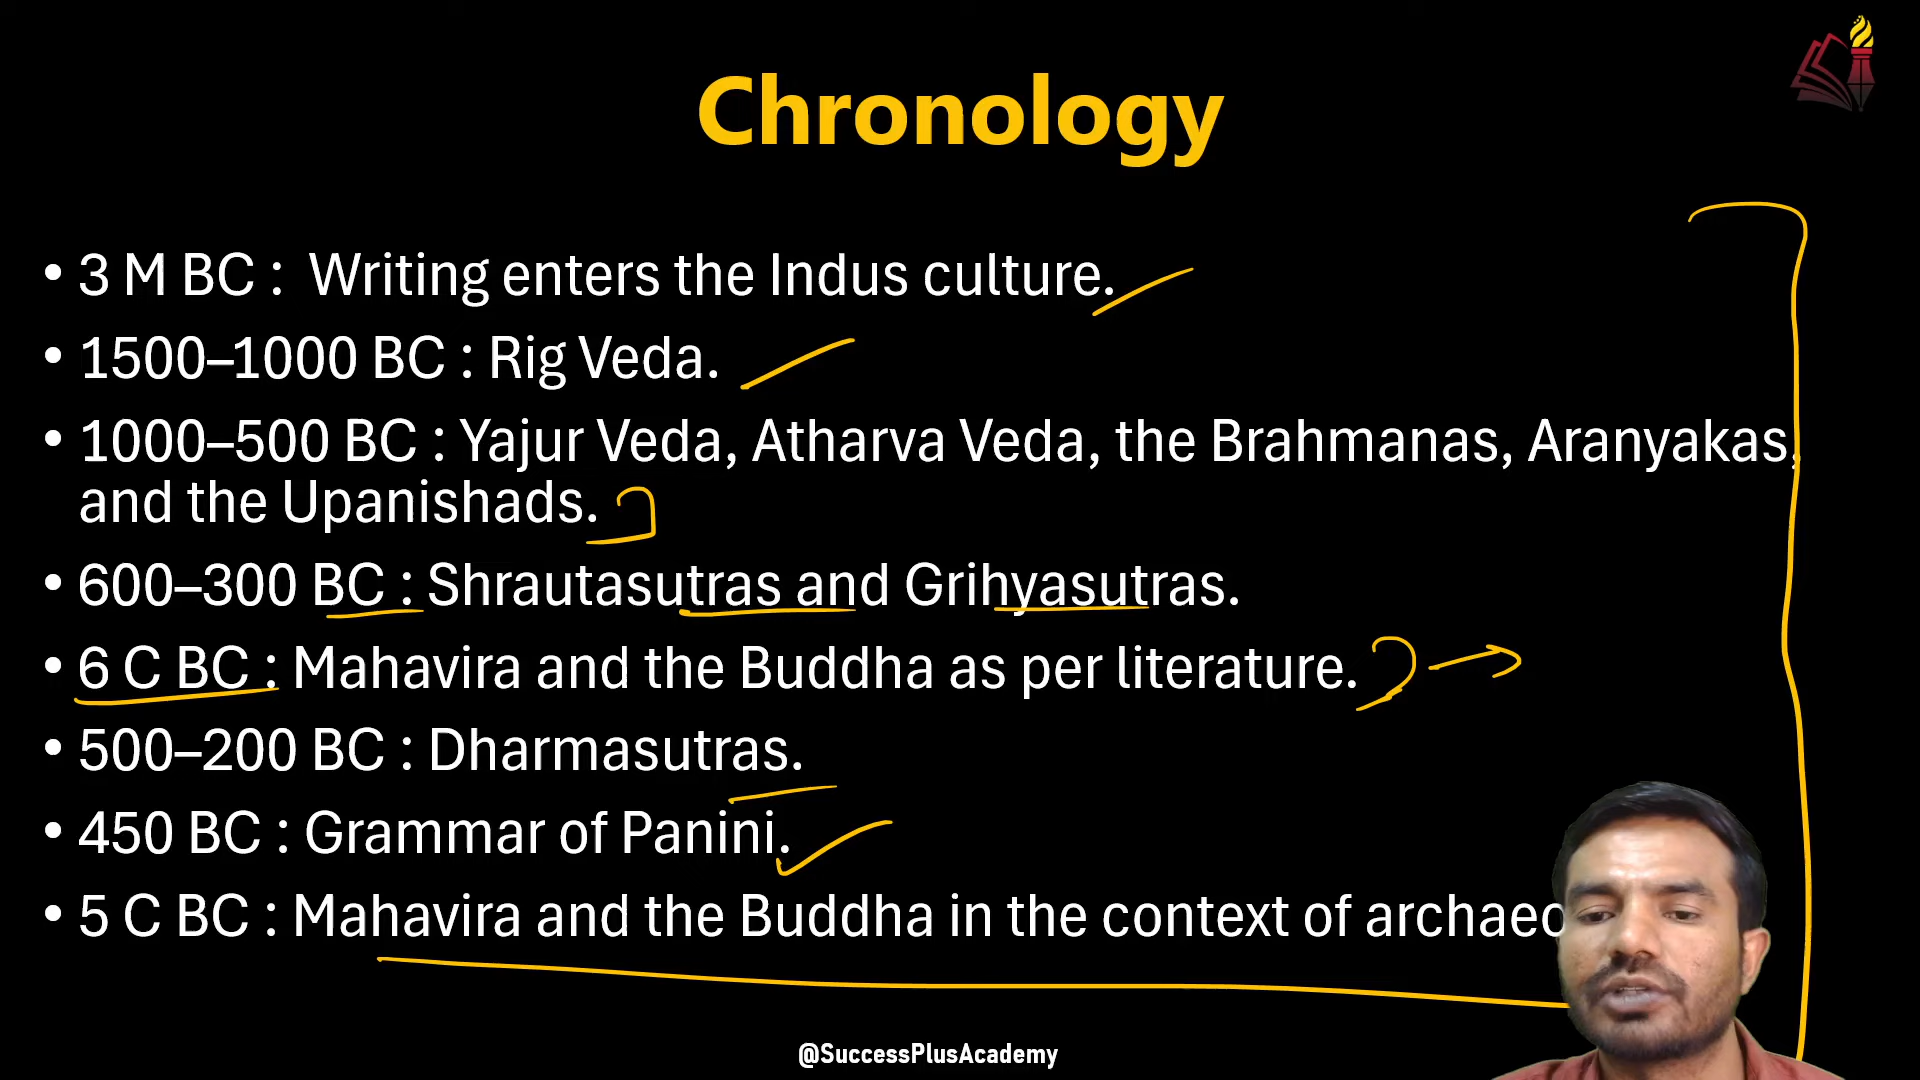 Chronology
• 3 M BC : Writing enters the Indus culture.
• 1500–1000 BC : Rig Veda.
• 1000–500 BC : Yajur Veda, Atharva Veda, the Brahmanas, Aranyakas,
and the Upanishads.
• 600–300 BC : Shrautasutras and Grihyasutras.
• 6 C BC : Mahavira and the Buddha as per literature.
• 500–200 BC : Dharmasutras.
• 450 BC : Grammar of Panini.
• 5 C BC : Mahavira and the Buddha in the context of
@SuccessPlusAcademy